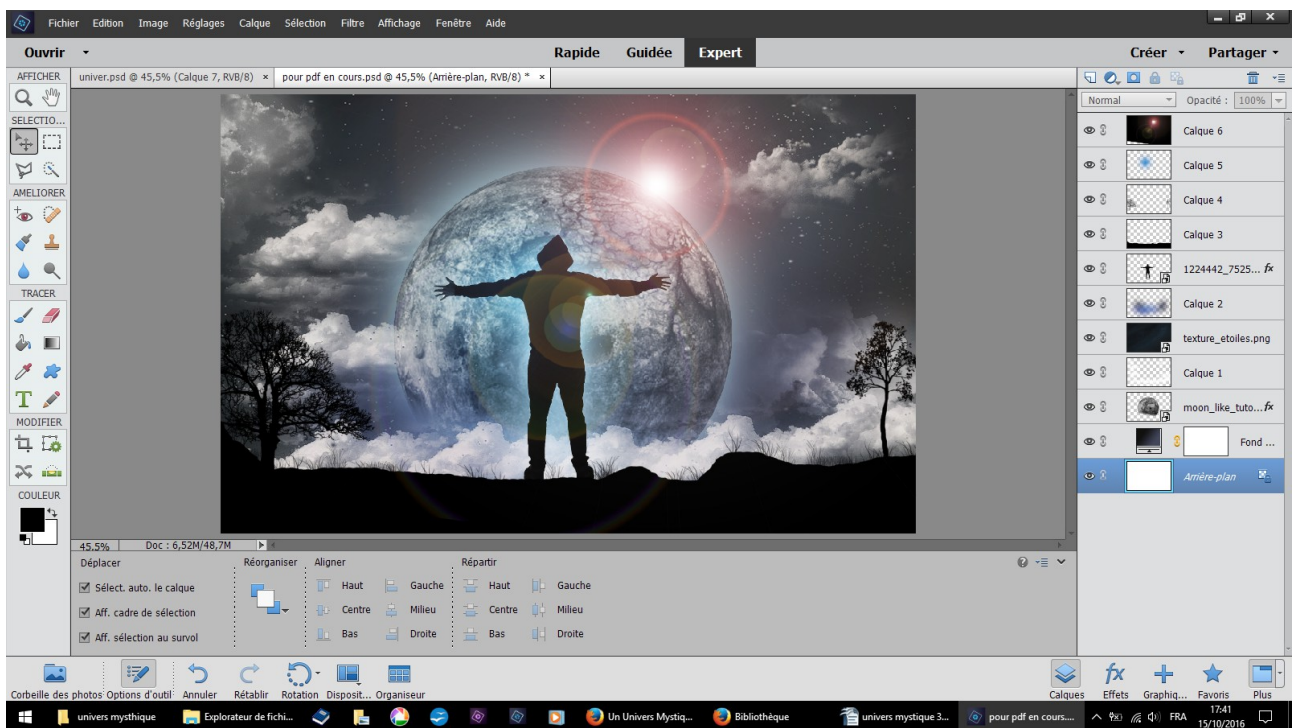 Fichier Edition Image Réglages Calque Sélection Filtre Affichage Fenêtre Aide
Ouvrir Rapide Guidée Expert Créer Partager
AFFICHER univer.psd @ 45,5% (Calque 7, RVB/8) × pour pdf en cours.psd @ 45,5% (Arrière-plan, RVB/8) * ×
Normal Opacité : 100%
SELECTIO...
AMELIORER
TRACER
T
MODIFIER
COULEUR
Calque 6
Calque 5
Calque 4
Calque 3
1224442_7525... fx
Calque 2
texture_etoiles.png
Calque 1
moon_like_tuto... fx
Fond ...
Arrière-plan
45.5% Doc : 6,52M/48,7M
Déplacer Réorganiser Aligner Répartir
Sélect. auto. le calque Haut Gauche Haut Gauche
Aff. cadre de sélection Centre Milieu Centre Milieu
Aff. sélection au survol Bas Droite Bas Droite
Corbeille des photos Options d'outil Annuler Rétablir Rotation Disposit... Organiseur Calques Effets Graphiq... Favoris Plus
univers mysthique Explorateur de fichi... Un Univers Mystiq... Bibliothèque univers mystique 3... pour pdf en cours.... FRA 17:41
15/10/2016